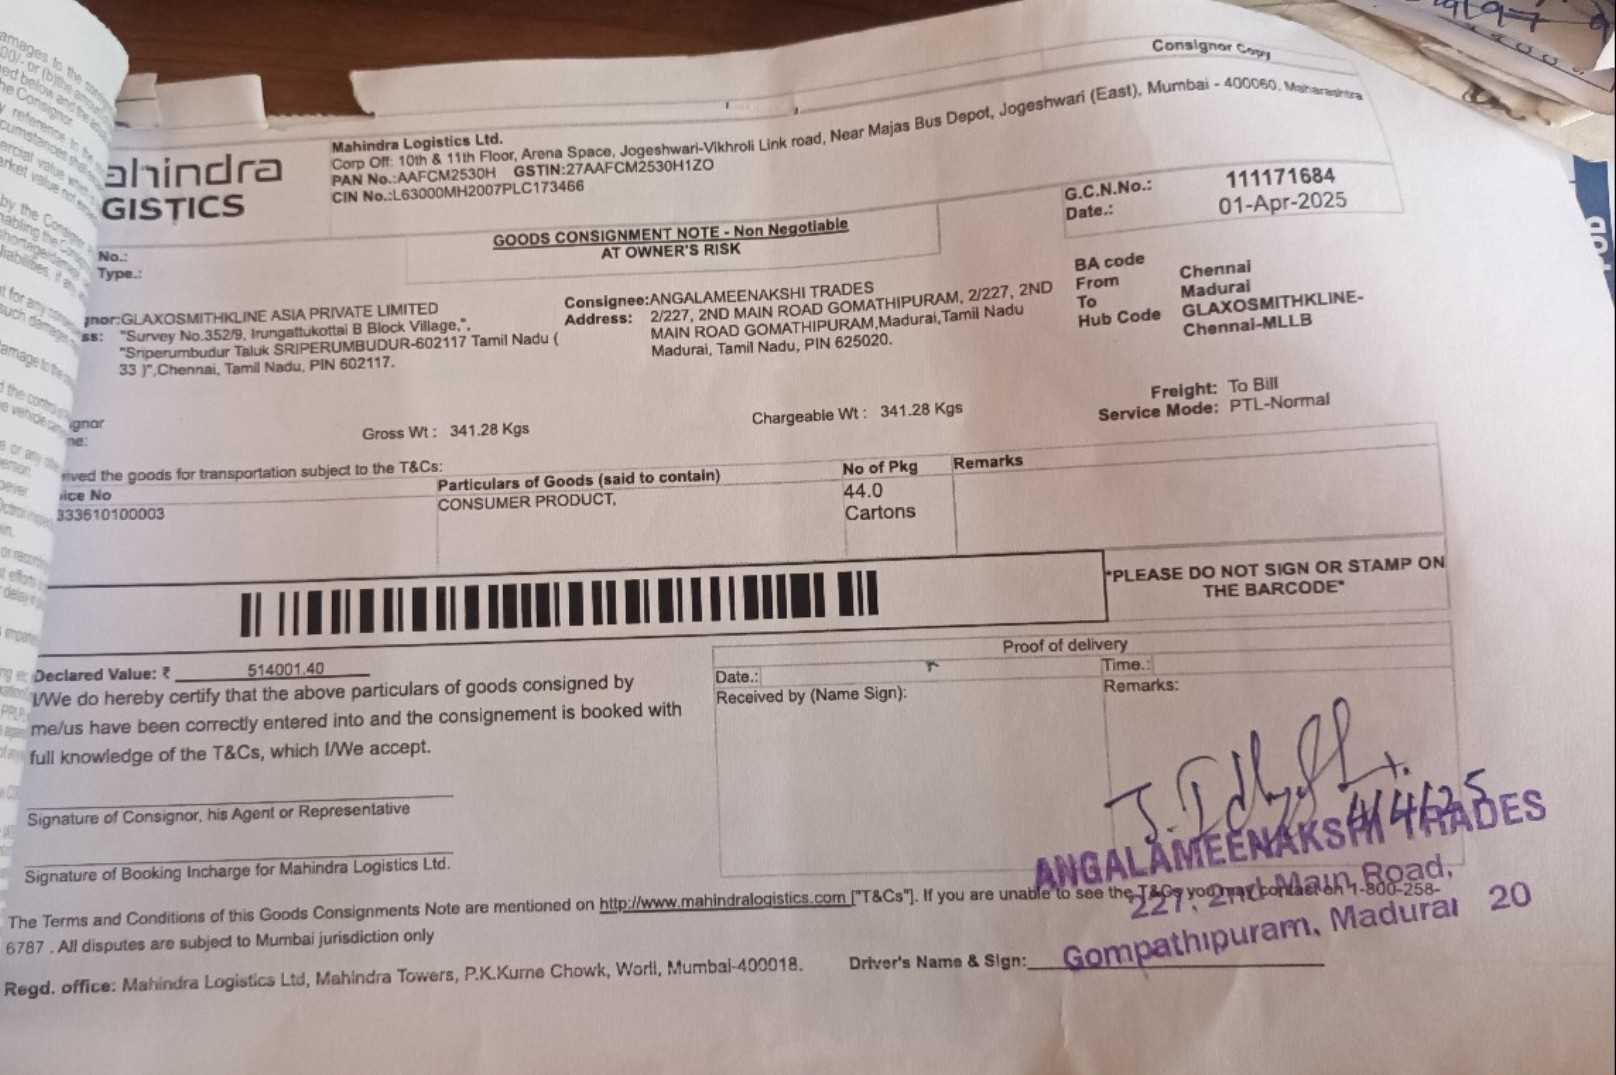 Consignor Copy
ahindra
GISTICS
Mahindra Logistics Ltd.
Corp Off: 10th & 11th Floor, Arena Space, Jogeshwari-Vikhroli Link road, Near Majas Bus Depot, Jogeshwari (East), Mumbai - 400060, Maharashtra
PAN No.:AAFCM2530H GSTIN:27AAFCM2530H1ZO
CIN No.:L63000MH2007PLC173466
G.C.N.No.: 111171684
Date.: 01-Apr-2025
GOODS CONSIGNMENT NOTE - Non Negotiable
AT OWNER'S RISK
No.:
Type.:
gnor:GLAXOSMITHKLINE ASIA PRIVATE LIMITED
ss: "Survey No.352/9, Irungattukottai B Block Village,",
"Sriperumbudur Taluk SRIPERUMBUDUR-602117 Tamil Nadu (
33 )",Chennai, Tamil Nadu, PIN 602117.
Consignee:ANGALAMEENAKSHI TRADES
Address: 2/227, 2ND MAIN ROAD GOMATHIPURAM, 2/227, 2ND
MAIN ROAD GOMATHIPURAM,Madurai,Tamil Nadu
Madurai, Tamil Nadu, PIN 625020.
BA code
From Chennai
To Madurai
Hub Code GLAXOSMITHKLINE-
Chennai-MLLB
ignor
ne:
Gross Wt : 341.28 Kgs
Chargeable Wt : 341.28 Kgs
Freight: To Bill
Service Mode: PTL-Normal
ived the goods for transportation subject to the T&Cs:
ice No
Particulars of Goods (said to contain)
No of Pkg
Remarks
333610100003
CONSUMER PRODUCT,
44.0
Cartons
*PLEASE DO NOT SIGN OR STAMP ON
THE BARCODE*
Declared Value: ₹ 514001.40
I/We do hereby certify that the above particulars of goods consigned by
me/us have been correctly entered into and the consignement is booked with
full knowledge of the T&Cs, which I/We accept.
Proof of delivery
Date.:
Time.:
Received by (Name Sign):
Remarks:
4/4/25
Signature of Consignor, his Agent or Representative
Signature of Booking Incharge for Mahindra Logistics Ltd.
ANGALAMEENAKSHI TRADES
227, 2nd Main Road,
Gompathipuram, Madurai 20
The Terms and Conditions of this Goods Consignments Note are mentioned on http://www.mahindralogistics.com ["T&Cs"]. If you are unable to see the T&Cs you may contact on 1-800-258-
6787 . All disputes are subject to Mumbai jurisdiction only
Regd. office: Mahindra Logistics Ltd, Mahindra Towers, P.K.Kurne Chowk, Worli, Mumbai-400018.
Driver's Name & Sign: